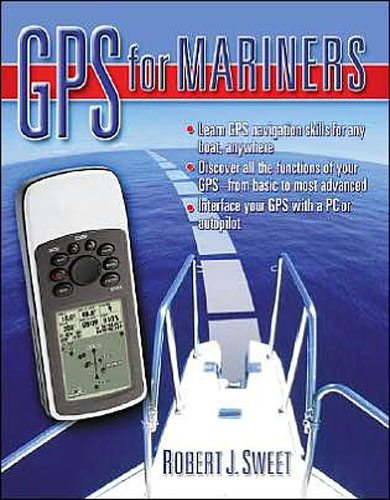 GPS for MARINERS
• Learn GPS navigation skills for any
boat, anywhere
• Discover all the functions of your
GPS—from basic to most advanced
• Interface your GPS with a PC or
autopilot
ROBERT J. SWEET